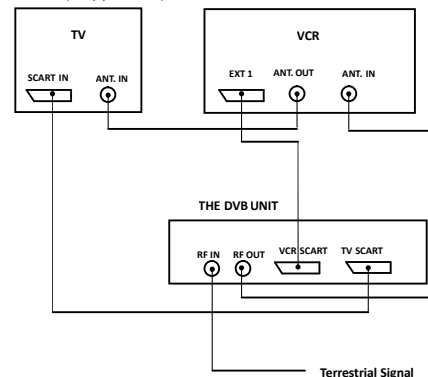 TV
VCR
SCART IN
ANT. IN
EXT 1
ANT. OUT
ANT. IN
THE DVB UNIT
RF IN
RF OUT
VCR SCART
TV SCART
Terrestrial Signal